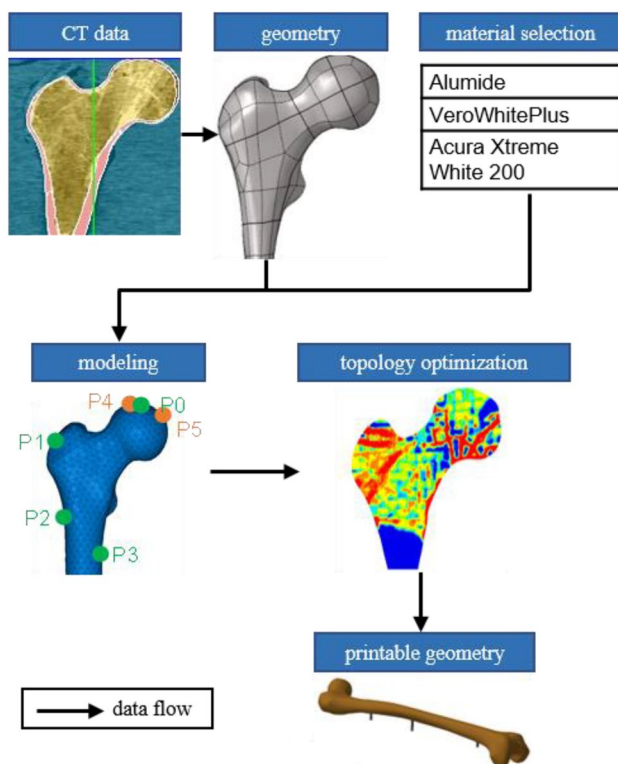 CT data
geometry
material selection
Alumide
VeroWhitePlus
Acura Xtreme
White 200
modeling
topology optimization
P4
P0
P5
P1
P2
P3
printable geometry
data flow